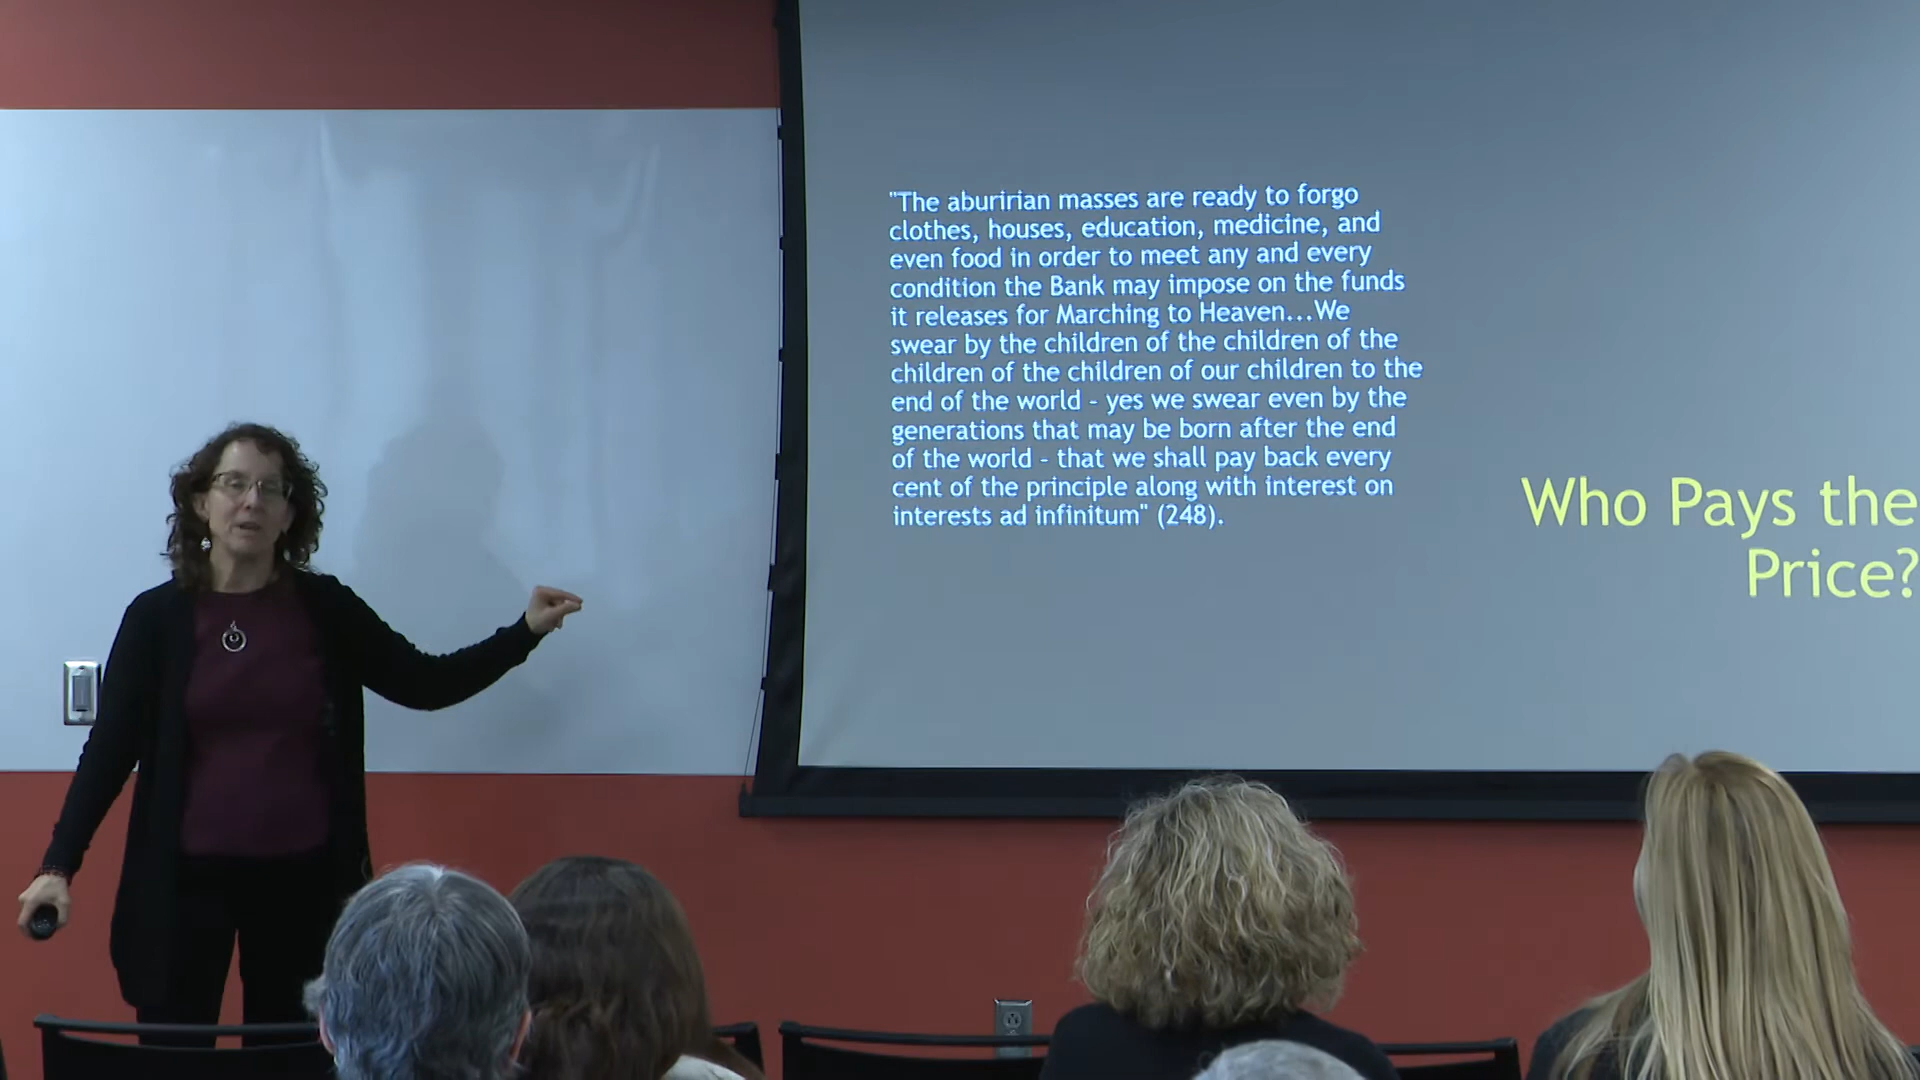 "The aburirian masses are ready to forgo
clothes, houses, education, medicine, and
even food in order to meet any and every
condition the Bank may impose on the funds
it releases for Marching to Heaven...We
swear by the children of the children of the
children of the children of our children to the
end of the world - yes we swear even by the
generations that may be born after the end
of the world - that we shall pay back every
cent of the principle along with interest on
interests ad infinitum" (248).
Who Pays the
Price?